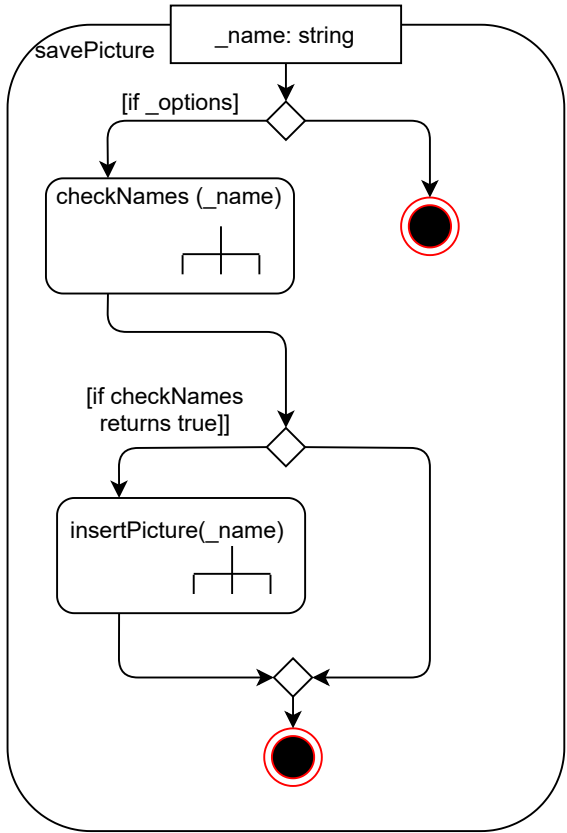 _name: string
savePicture
[if _options]
checkNames (_name)
[if checkNames
returns true]]
insertPicture(_name)